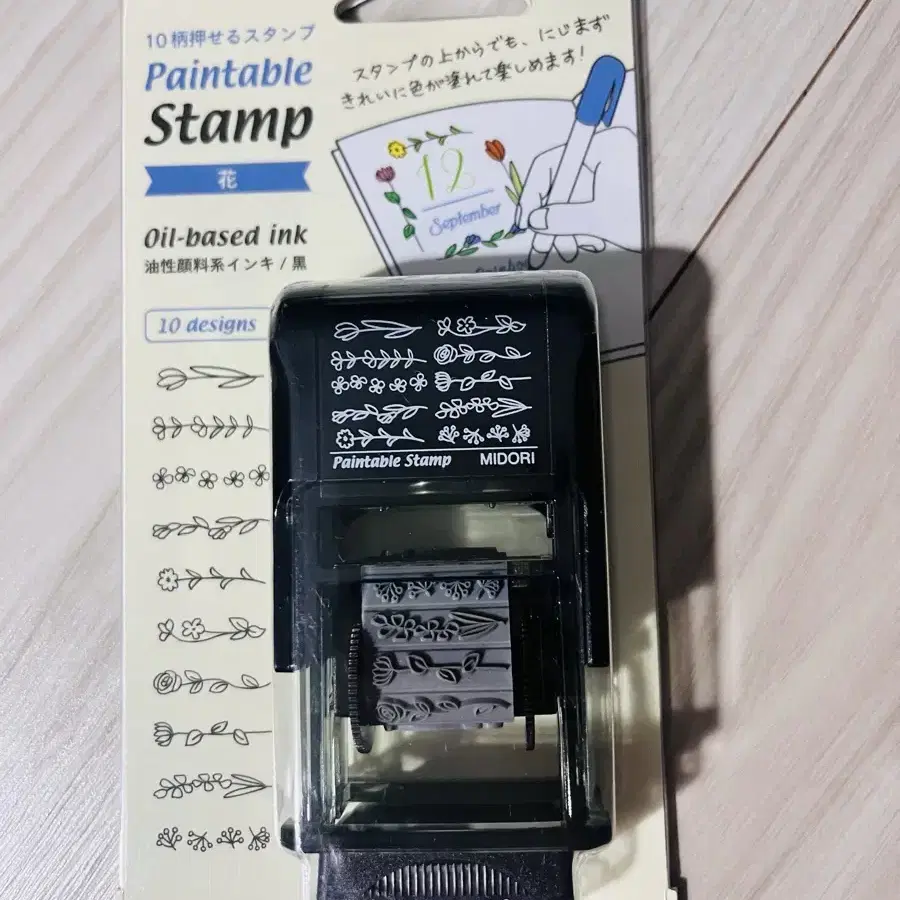 10柄押せるスタンプ
Paintable
Stamp
花
Oil-based ink
油性顔料系インキ / 黒
10 designs
スタンプの上からでも、にじまず
きれいに色が塗れて楽しめます!
12
September
Paintable Stamp MIDORI